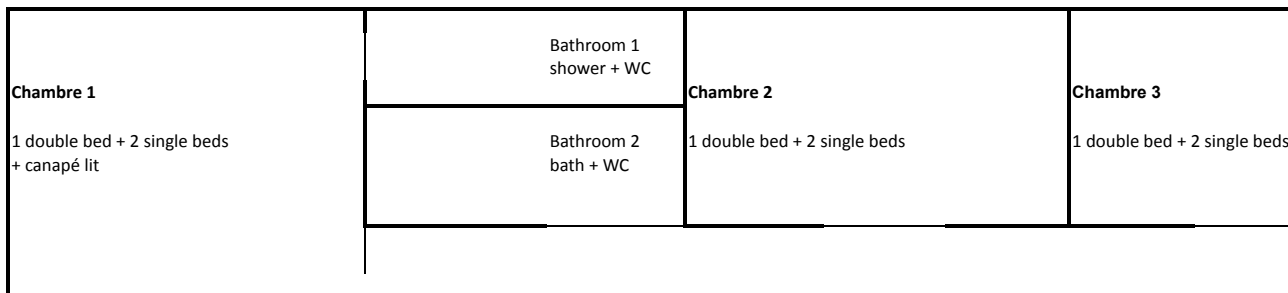 Chambre 1
1 double bed + 2 single beds
+ canapé lit
Bathroom 1
shower + WC
Bathroom 2
bath + WC
Chambre 2
1 double bed + 2 single beds
Chambre 3
1 double bed + 2 single beds